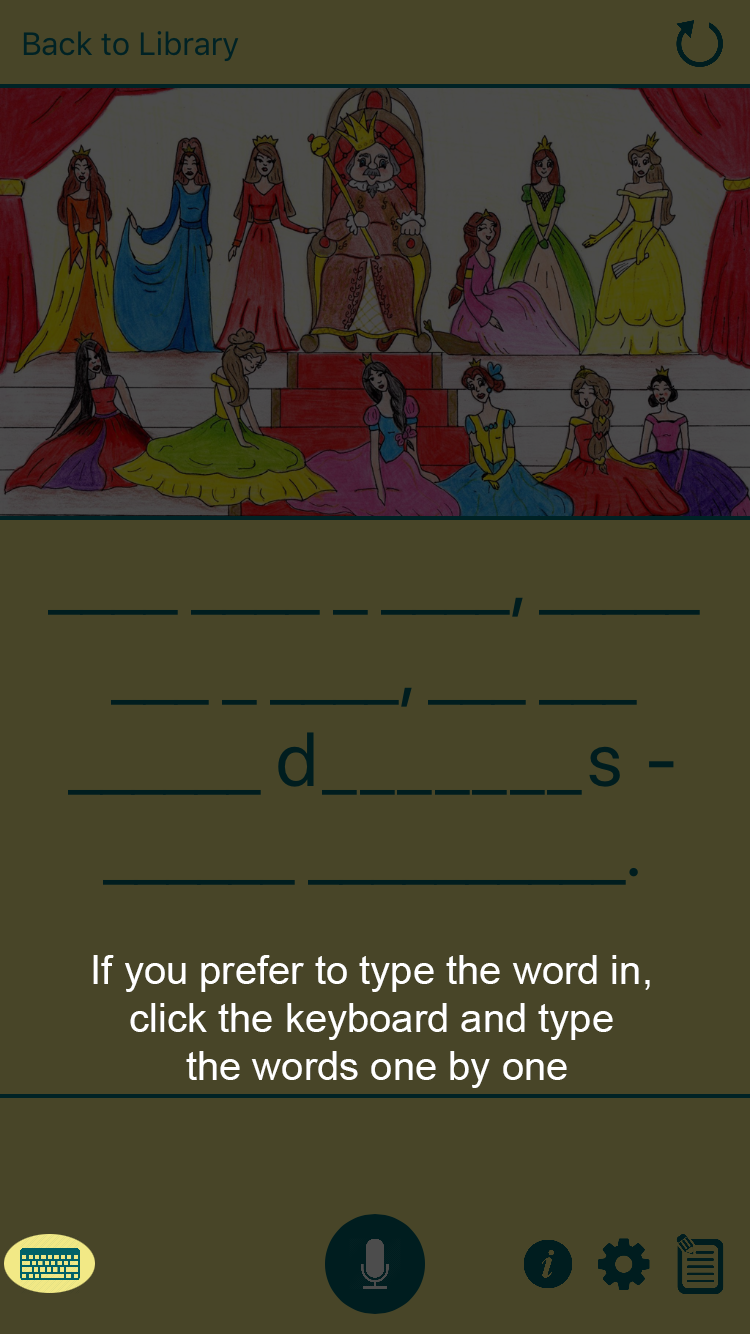 Back to Library
____ ____ _ ____, _____
___ _ ____, ___ ___
______ d_______s -
______ __________.
If you prefer to type the word in,
click the keyboard and type
the words one by one
i